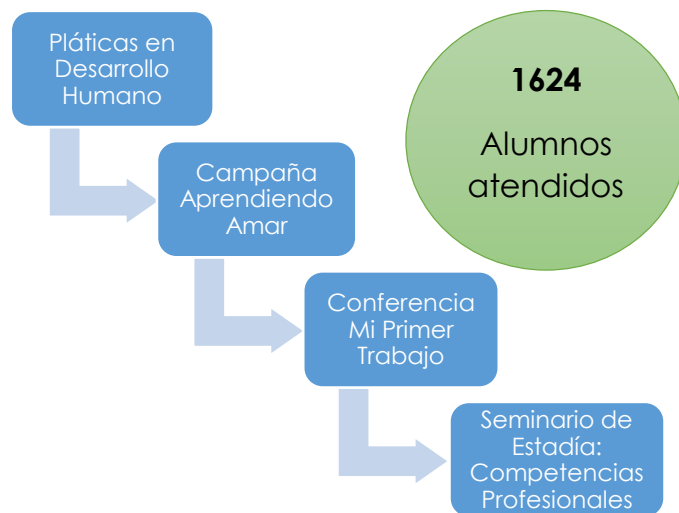 Pláticas en
Desarrollo
Humano
1624
Alumnos
atendidos
Campaña
Aprendiendo
Amar
Conferencia
Mi Primer
Trabajo
Seminario de
Estadía:
Competencias
Profesionales